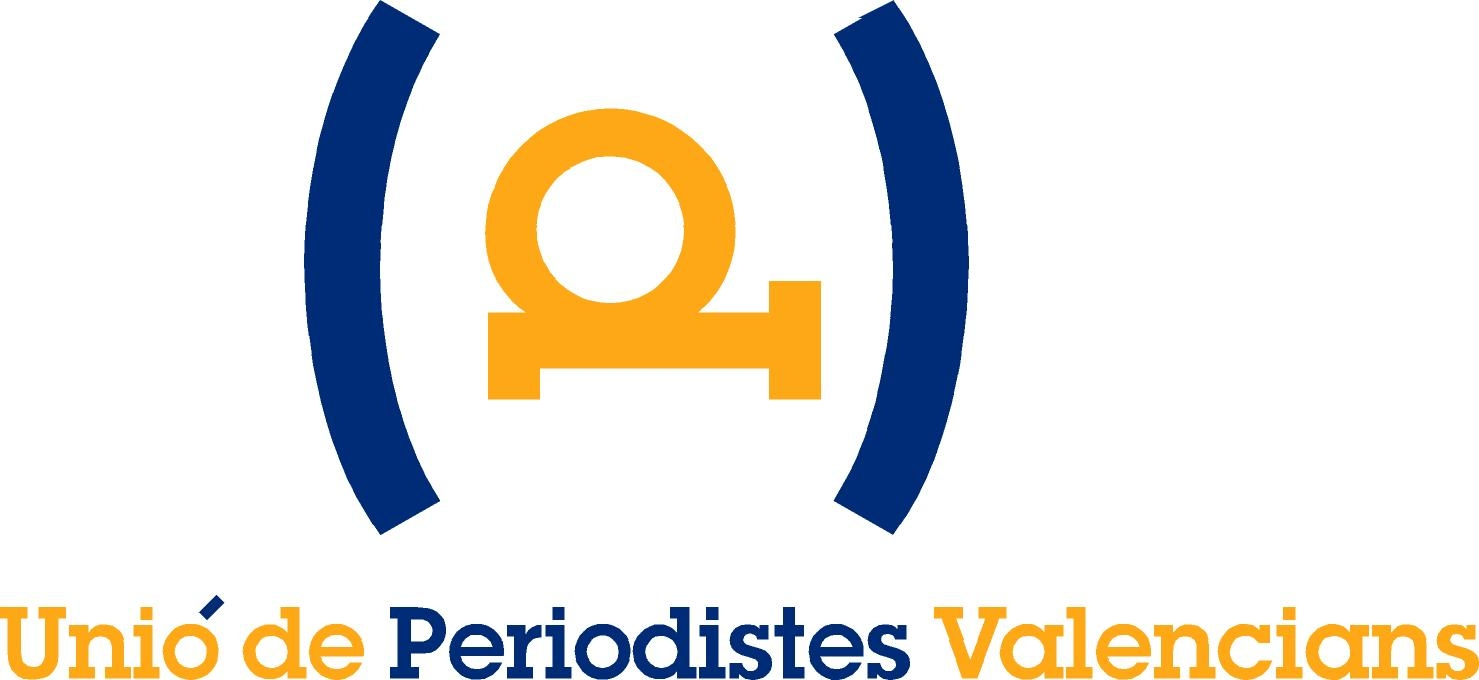 (p)
Unió de Periodistes Valencians